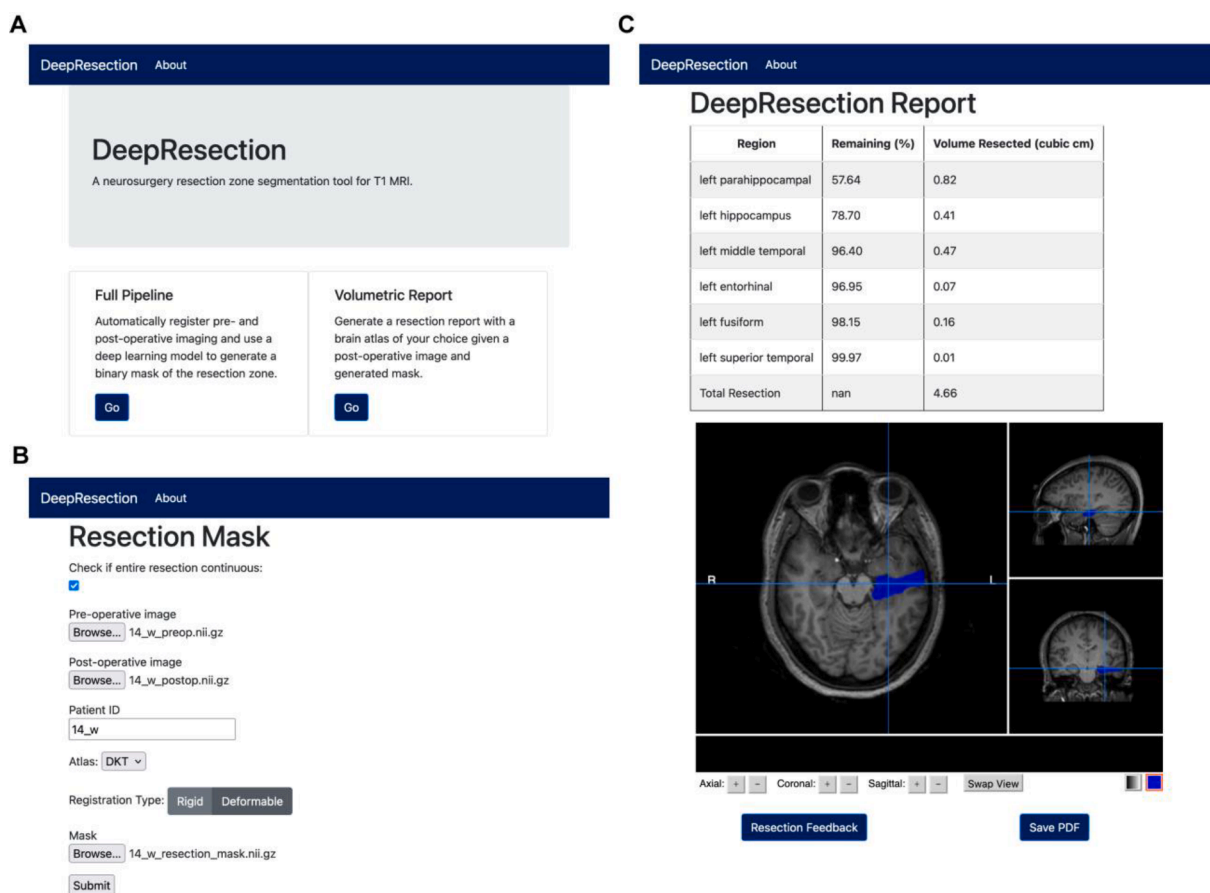 A
DeepResection About
DeepResection
A neurosurgery resection zone segmentation tool for T1 MRI.
Full Pipeline
Automatically register pre- and
post-operative imaging and use a
deep learning model to generate a
binary mask of the resection zone.
Go
Volumetric Report
Generate a resection report with a
brain atlas of your choice given a
post-operative image and
generated mask.
Go
B
DeepResection About
Resection Mask
Check if entire resection continuous:
Pre-operative image
Browse... 14_w_preop.nii.gz
Post-operative image
Browse... 14_w_postop.nii.gz
Patient ID
14_w
Atlas: DKT
Registration Type: Rigid Deformable
Mask
Browse... 14_w_resection_mask.nii.gz
Submit
C
DeepResection About
DeepResection Report
Region Remaining (%) Volume Resected (cubic cm)
left parahippocampal 57.64 0.82
left hippocampus 78.70 0.41
left middle temporal 96.40 0.47
left entorhinal 96.95 0.07
left fusiform 98.15 0.16
left superior temporal 99.97 0.01
Total Resection nan 4.66
R L
Axial: + - Coronal: + - Sagittal: + - Swap View
Resection Feedback Save PDF